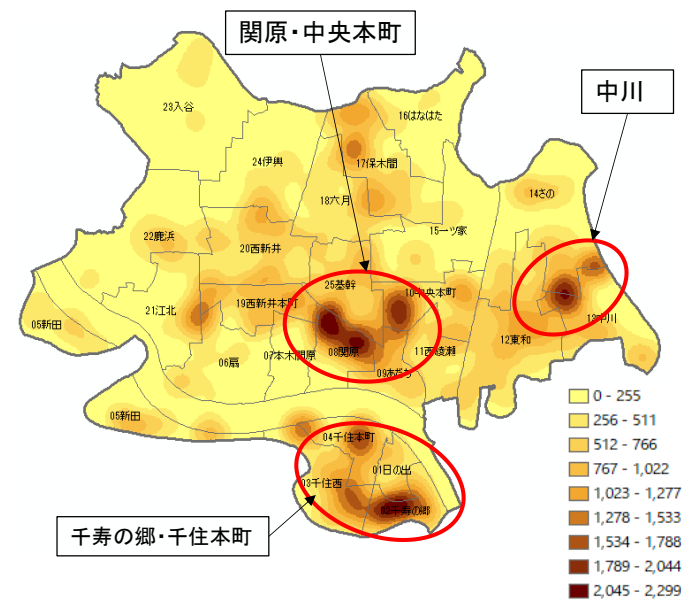 関原・中央本町
中川
23入谷
16はなはた
24伊興
17保木間
14さの
18六月
15一ツ家
22鹿浜
20西新井
25基幹
10中央本町
19西新井本町
21江北
13中川
05新田
12東和
11西綾瀬
08関原
07本木関原
06扇
09あだち
05新田
04千住本町
01日の出
03千住西
02千寿の郷
千寿の郷・千住本町
0 - 255
256 - 511
512 - 766
767 - 1,022
1,023 - 1,277
1,278 - 1,533
1,534 - 1,788
1,789 - 2,044
2,045 - 2,299